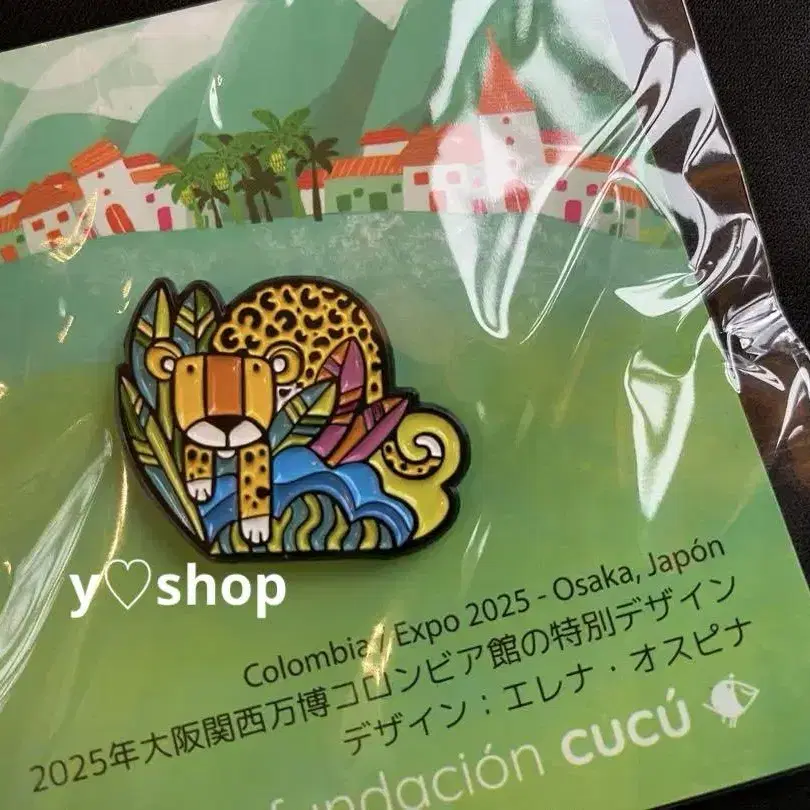 y♡shop
Colombia / Expo 2025 - Osaka, Japón
2025年大阪関西万博コロンビア館の特別デザイン
デザイン：エレナ・オスピナ
fundación cucú